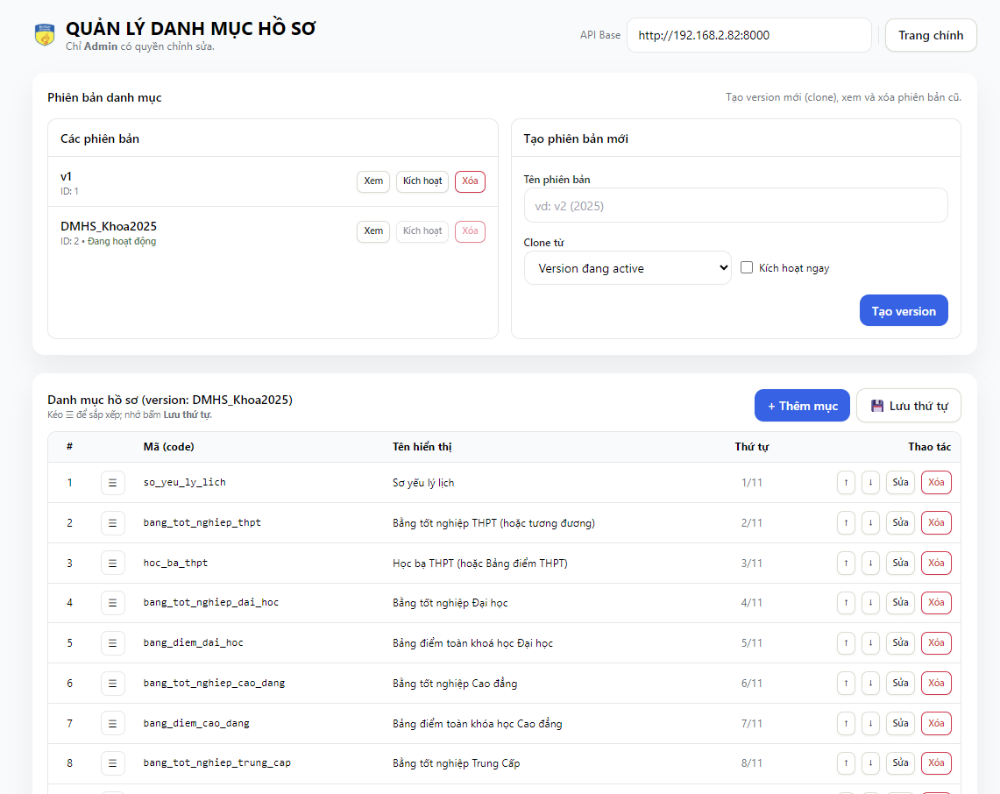 QUẢN LÝ DANH MỤC HỒ SƠ
Chỉ Admin có quyền chỉnh sửa.
API Base
http://192.168.2.82:8000
Trang chính
Phiên bản danh mục
Tạo version mới (clone), xem và xóa phiên bản cũ.
Các phiên bản
v1
ID: 1
Xem
Kích hoạt
Xóa
DMHS_Khoa2025
ID: 2 • Đang hoạt động
Xem
Kích hoạt
Xóa
Tạo phiên bản mới
Tên phiên bản
vd: v2 (2025)
Clone từ
Version đang active
Kích hoạt ngay
Tạo version
Danh mục hồ sơ (version: DMHS_Khoa2025)
Kéo ☰ để sắp xếp; nhớ bấm Lưu thứ tự.
+ Thêm mục
💾 Lưu thứ tự
# Mã (code) Tên hiển thị Thứ tự Thao tác
1 ☰ so_yeu_ly_lich Sơ yếu lý lịch 1/11 ↑ ↓ Sửa Xóa
2 ☰ bang_tot_nghiep_thpt Bằng tốt nghiệp THPT (hoặc tương đương) 2/11 ↑ ↓ Sửa Xóa
3 ☰ hoc_ba_thpt Học bạ THPT (hoặc Bảng điểm THPT) 3/11 ↑ ↓ Sửa Xóa
4 ☰ bang_tot_nghiep_dai_hoc Bằng tốt nghiệp Đại học 4/11 ↑ ↓ Sửa Xóa
5 ☰ bang_diem_dai_hoc Bảng điểm toàn khoá học Đại học 5/11 ↑ ↓ Sửa Xóa
6 ☰ bang_tot_nghiep_cao_dang Bằng tốt nghiệp Cao đẳng 6/11 ↑ ↓ Sửa Xóa
7 ☰ bang_diem_cao_dang Bảng điểm toàn khóa học Cao đẳng 7/11 ↑ ↓ Sửa Xóa
8 ☰ bang_tot_nghiep_trung_cap Bằng tốt nghiệp Trung Cấp 8/11 ↑ ↓ Sửa Xóa